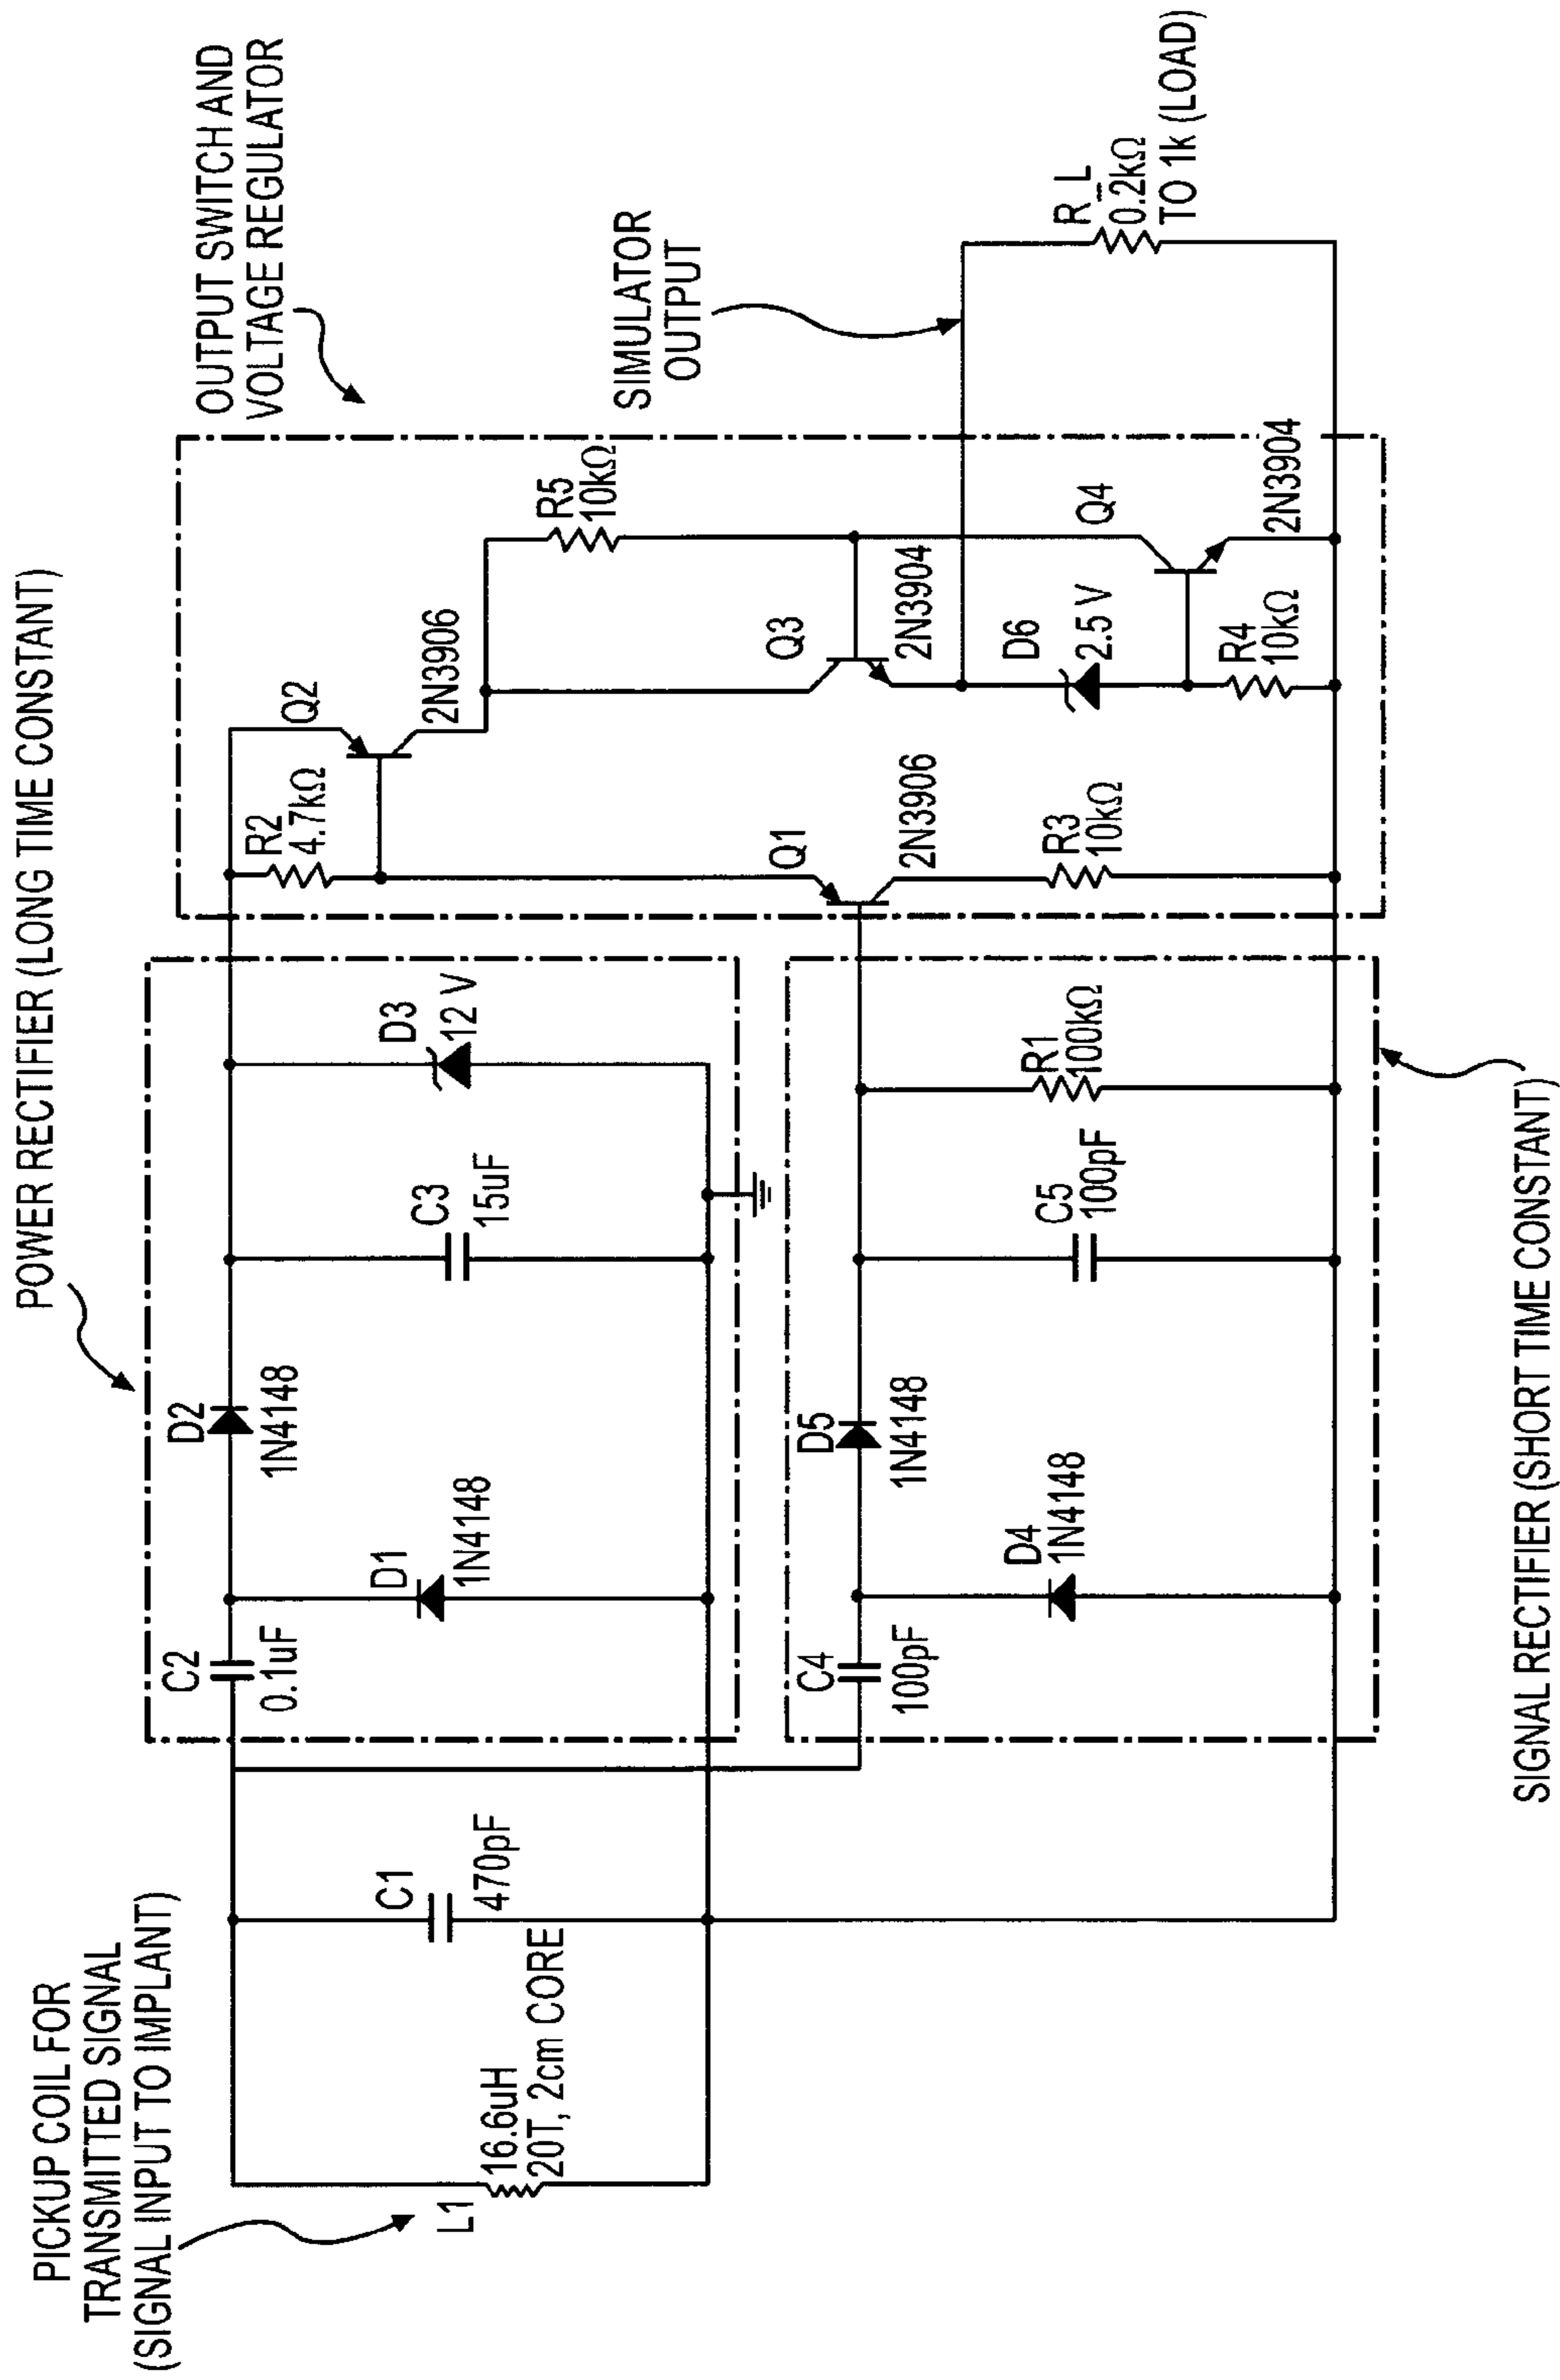 PICKUP COIL FOR
TRANSMITTED SIGNAL
(SIGNAL INPUT TO IMPLANT)
L1
16.6uH
20T, 2cm CORE
C1
470pF
POWER RECTIFIER (LONG TIME CONSTANT)
C2
0.1uF
D1
1N4148
D2
1N4148
C3
15uF
D3
12 V
C4
100pF
D4
1N4148
D5
1N4148
C5
100pF
R1
100kΩ
SIGNAL RECTIFIER (SHORT TIME CONSTANT)
OUTPUT SWITCH AND
VOLTAGE REGULATOR
R2
4.7kΩ
Q2
2N3906
Q1
2N3906
R3
10kΩ
R5
10kΩ
Q3
2N3904
D6
2.5 V
Q4
2N3904
R4
10kΩ
SIMULATOR
OUTPUT
R_L
0.2kΩ
TO 1k (LOAD)